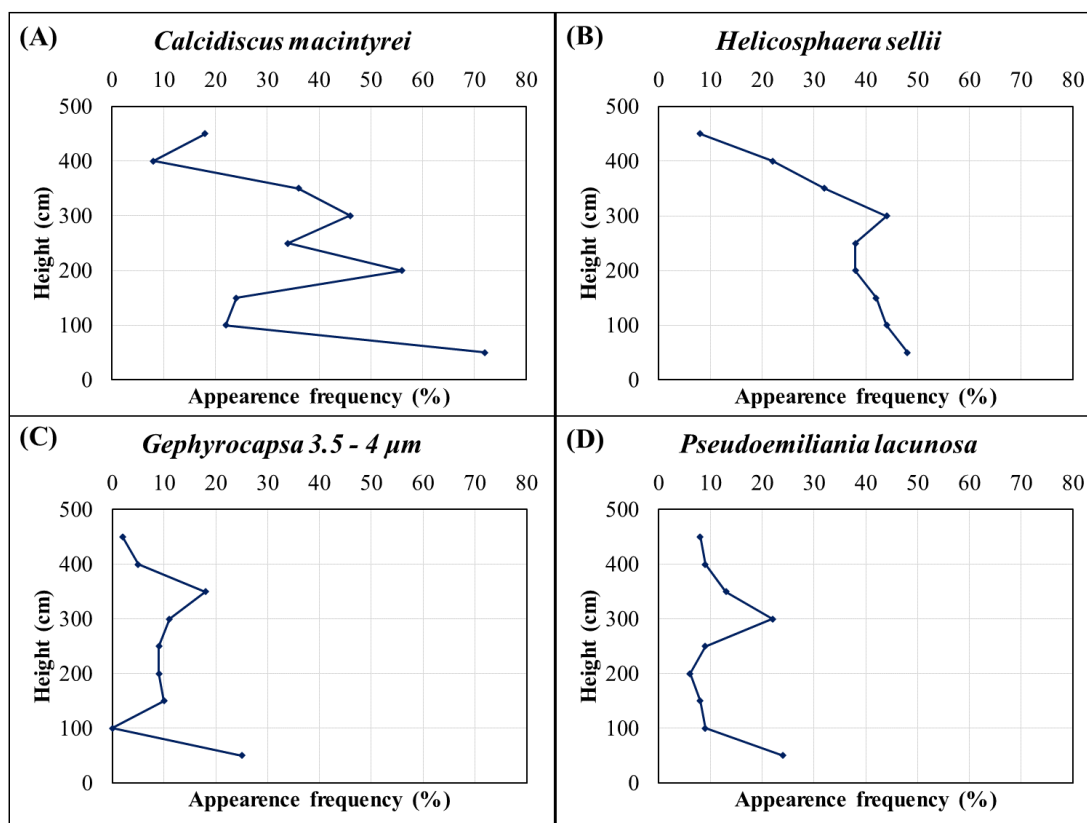 (A)
Calcidiscus macintyrei
0 10 20 30 40 50 60 70 80
500
400
300
200
100
0
Height (cm)
Appearence frequency (%)
(B)
Helicosphaera sellii
0 10 20 30 40 50 60 70 80
500
400
300
200
100
0
Height (cm)
Appearence frequency (%)
(C)
Gephyrocapsa 3.5 - 4 µm
0 10 20 30 40 50 60 70 80
500
400
300
200
100
0
Height (cm)
Appearence frequency (%)
(D)
Pseudoemiliania lacunosa
0 10 20 30 40 50 60 70 80
500
400
300
200
100
0
Height (cm)
Appearence frequency (%)